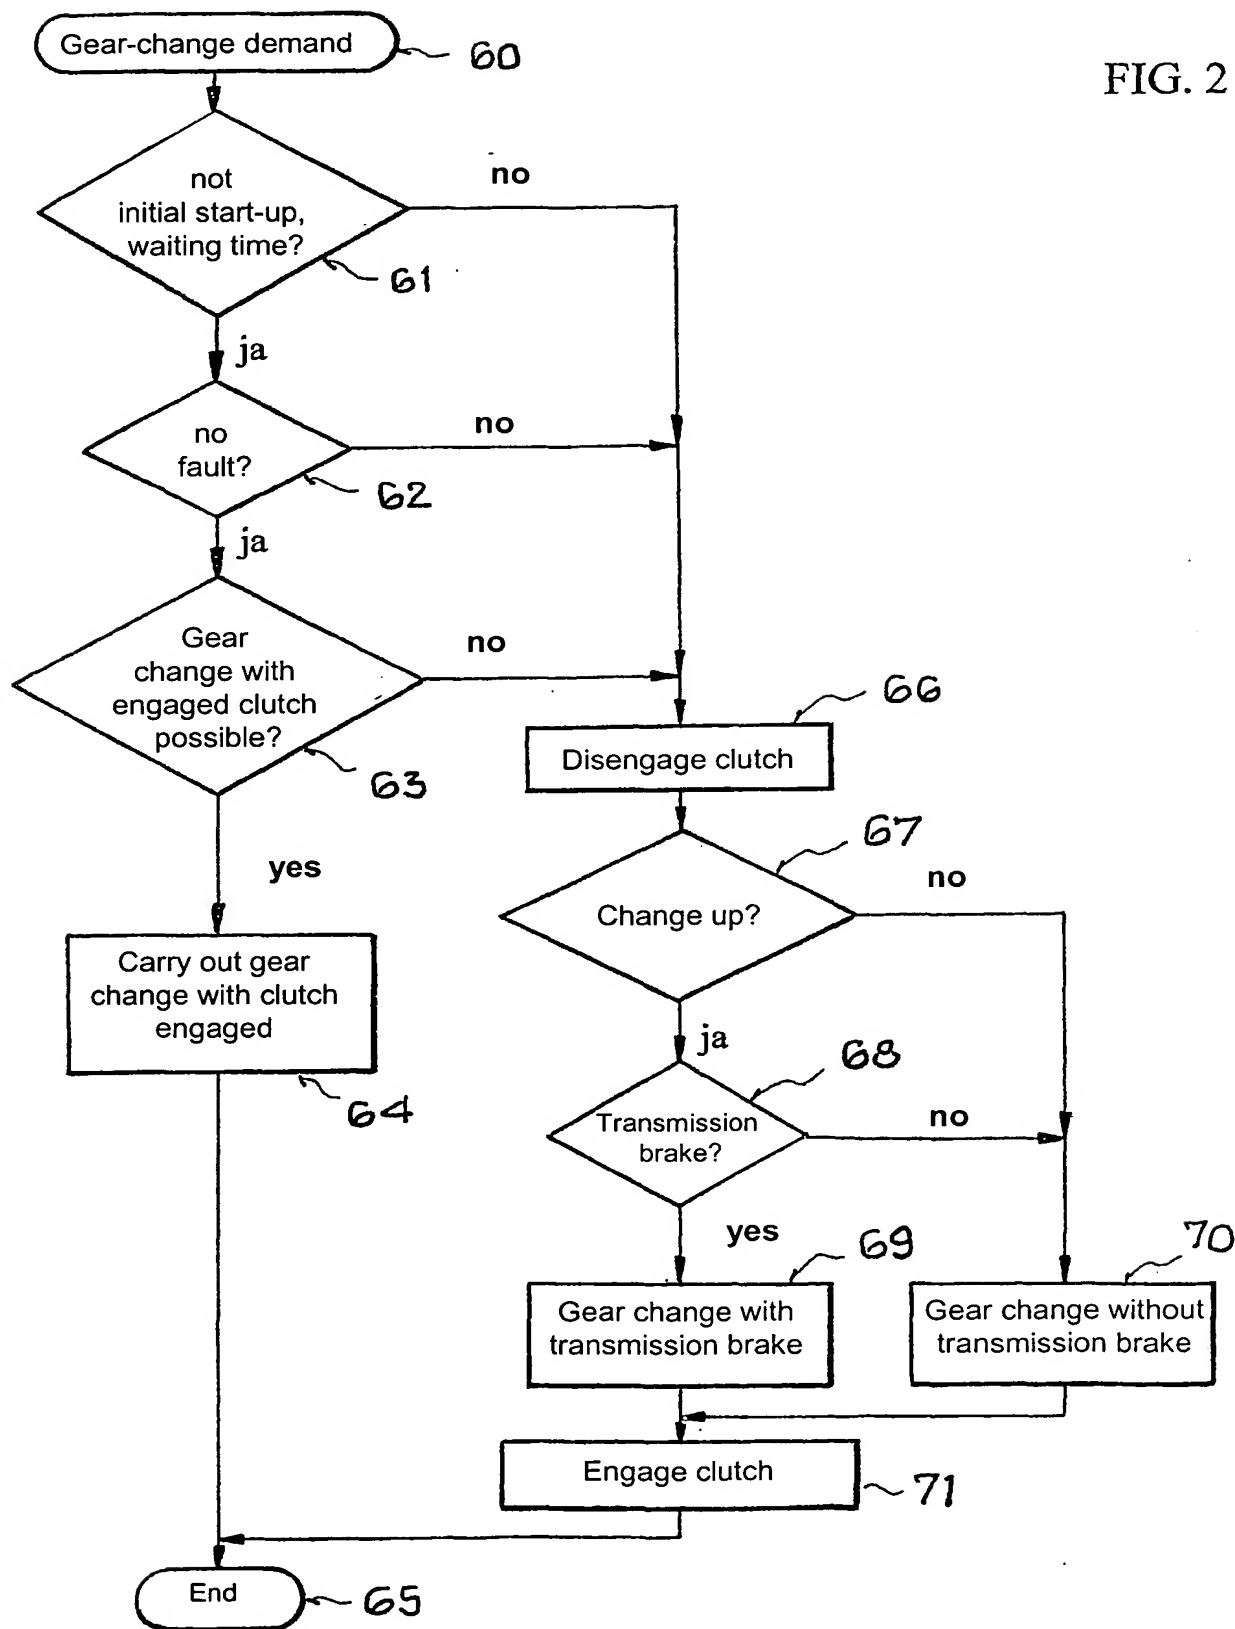 FIG. 2
Gear-change demand
60
not
initial start-up,
waiting time?
no
61
ja
no
fault?
no
62
ja
Gear
change with
engaged clutch
possible?
no
63
yes
Carry out gear
change with clutch
engaged
64
66
Disengage clutch
67
Change up?
no
ja
68
Transmission
brake?
no
yes
69
Gear change with
transmission brake
70
Gear change without
transmission brake
Engage clutch
71
End
65